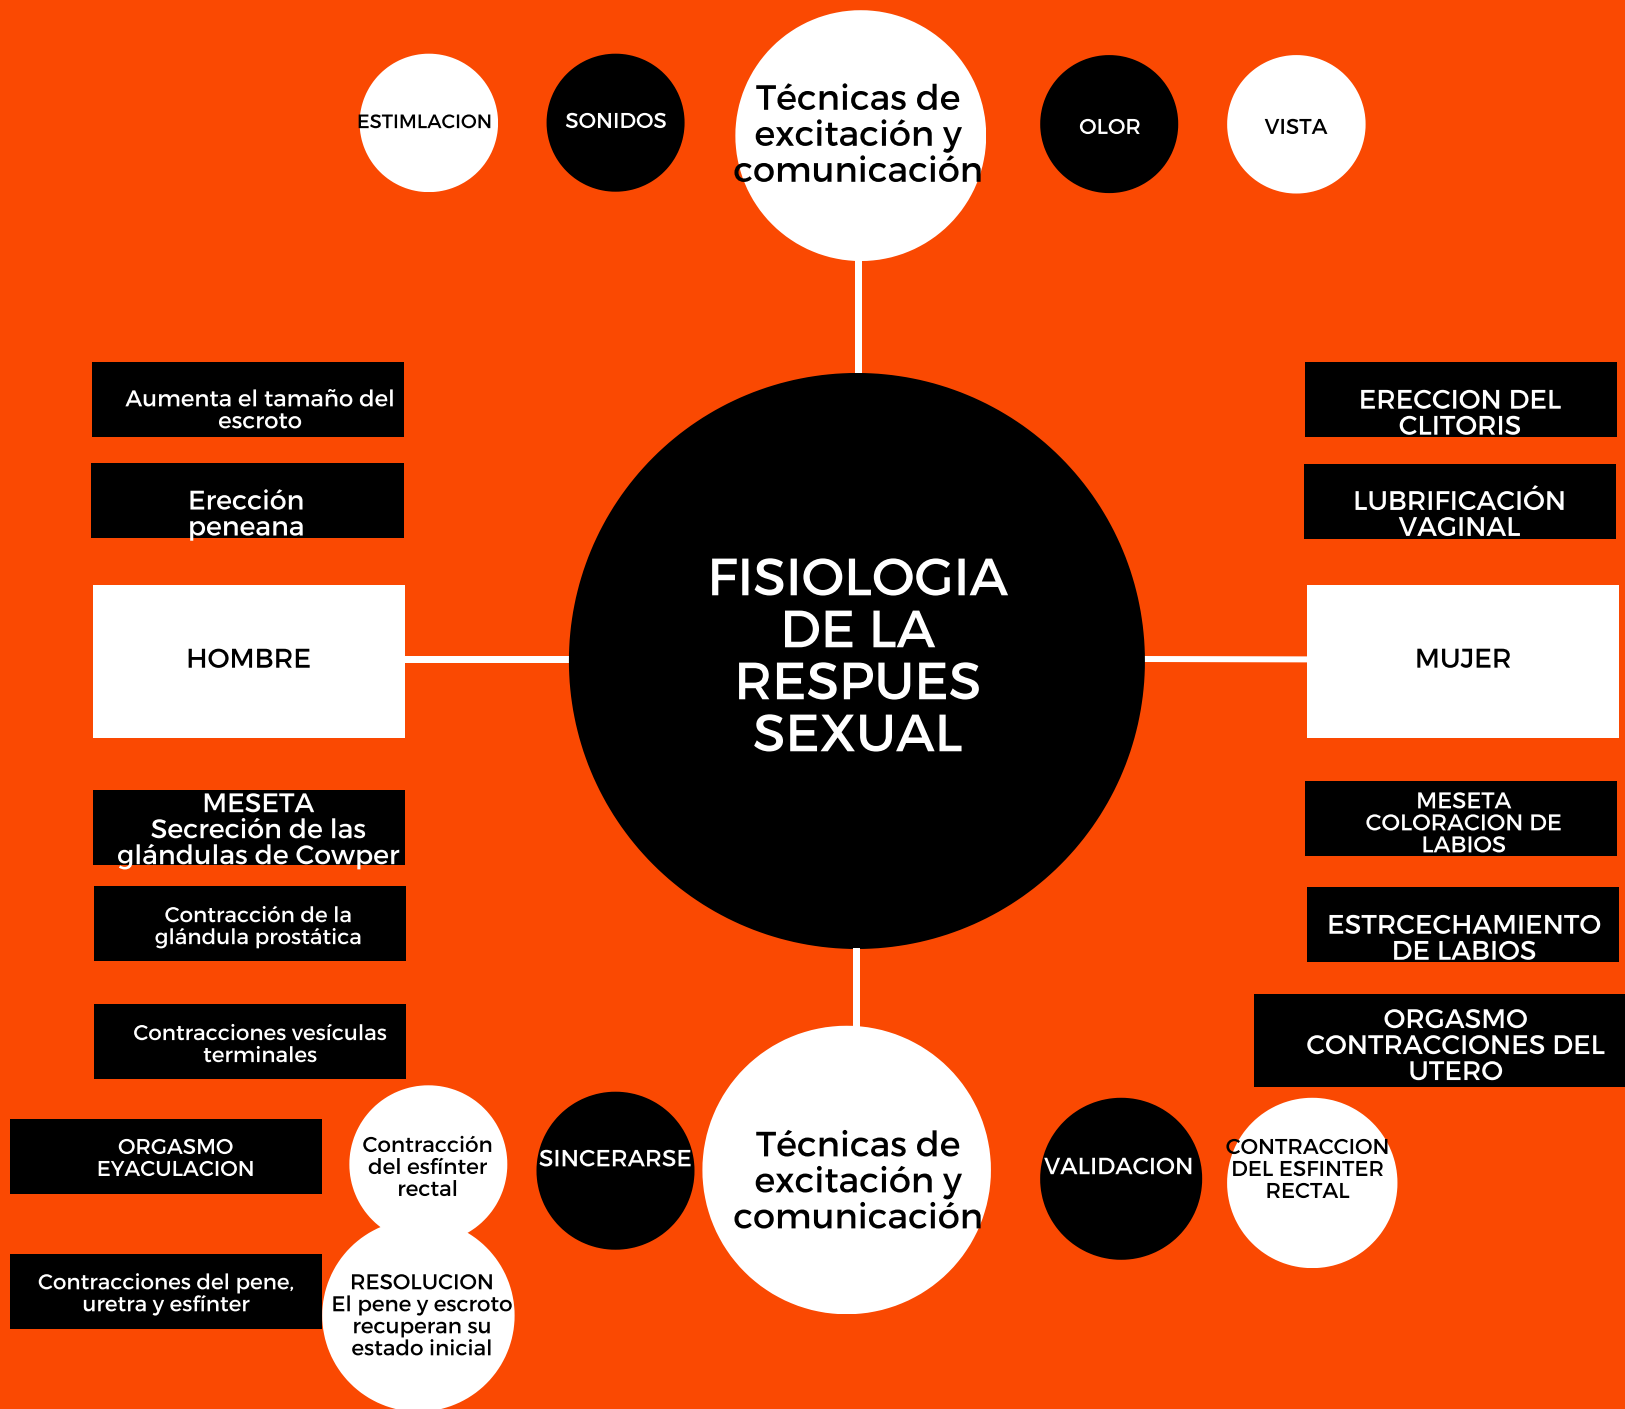 ESTIMLACION
SONIDOS
Técnicas de
excitación y
comunicación
OLOR
VISTA
Aumenta el tamaño del
escroto
Erección
peneana
HOMBRE
MESETA
Secreción de las
glándulas de Cowper
Contracción de la
glándula prostática
Contracciones vesículas
terminales
ORGASMO
EYACULACION
Contracciones del pene,
uretra y esfínter
FISIOLOGIA
DE LA
RESPUES
SEXUAL
ERECCION DEL
CLITORIS
LUBRIFICACIÓN
VAGINAL
MUJER
MESETA
COLORACION DE
LABIOS
ESTRCECHAMIENTO
DE LABIOS
ORGASMO
CONTRACCIONES DEL
UTERO
Contracción
del esfínter
rectal
RESOLUCION
El pene y escroto
recuperan su
estado inicial
SINCERARSE
Técnicas de
excitación y
comunicación
VALIDACION
CONTRACCION
DEL ESFINTER
RECTAL